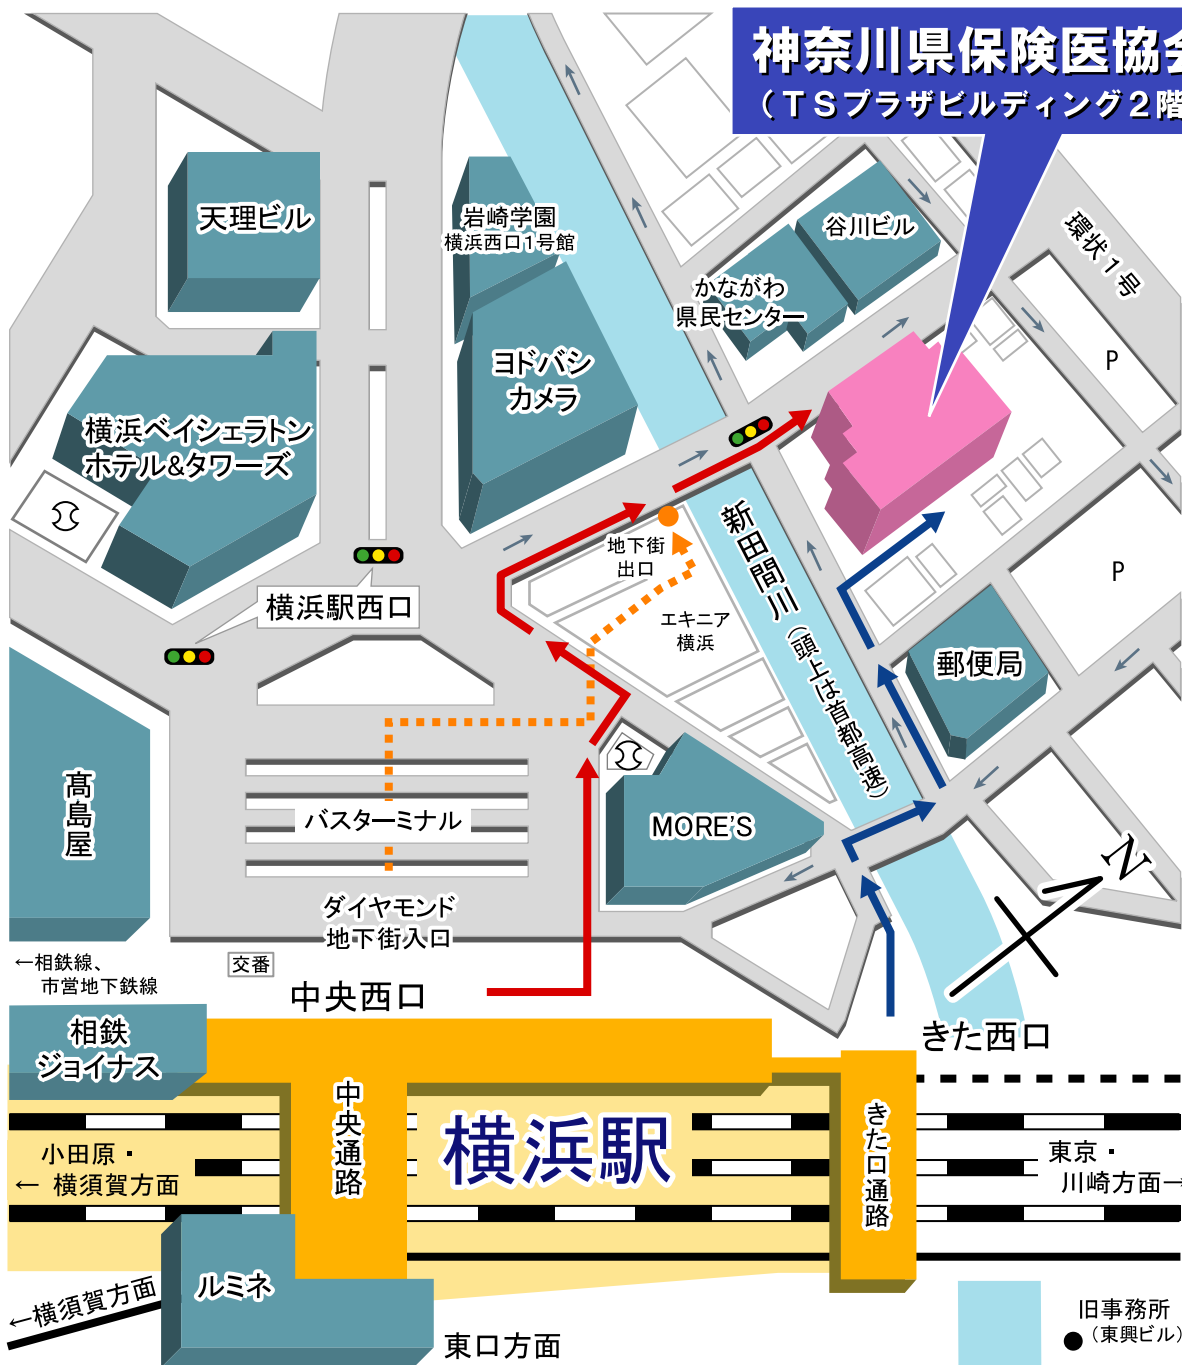 神奈川県保険医協会
（ＴＳプラザビルディング２階
天理ビル
岩崎学園
横浜西口1号館
谷川ビル
環状１号
かながわ
県民センター
ヨドバシ
カメラ
P
横浜ベイシェラトン
ホテル&タワーズ
新田間川（頭上は首都高速）
地下街
出口
P
横浜駅西口
エキニア
横浜
郵便局
髙島屋
バスターミナル
MORE'S
N
ダイヤモンド
地下街入口
←相鉄線、
市営地下鉄線
交番
中央西口
きた西口
相鉄
ジョイナス
中央通路
横浜駅
きた口通路
小田原・
← 横須賀方面
東京・
川崎方面→
ルミネ
←横須賀方面
東口方面
旧事務所
●（東興ビル）